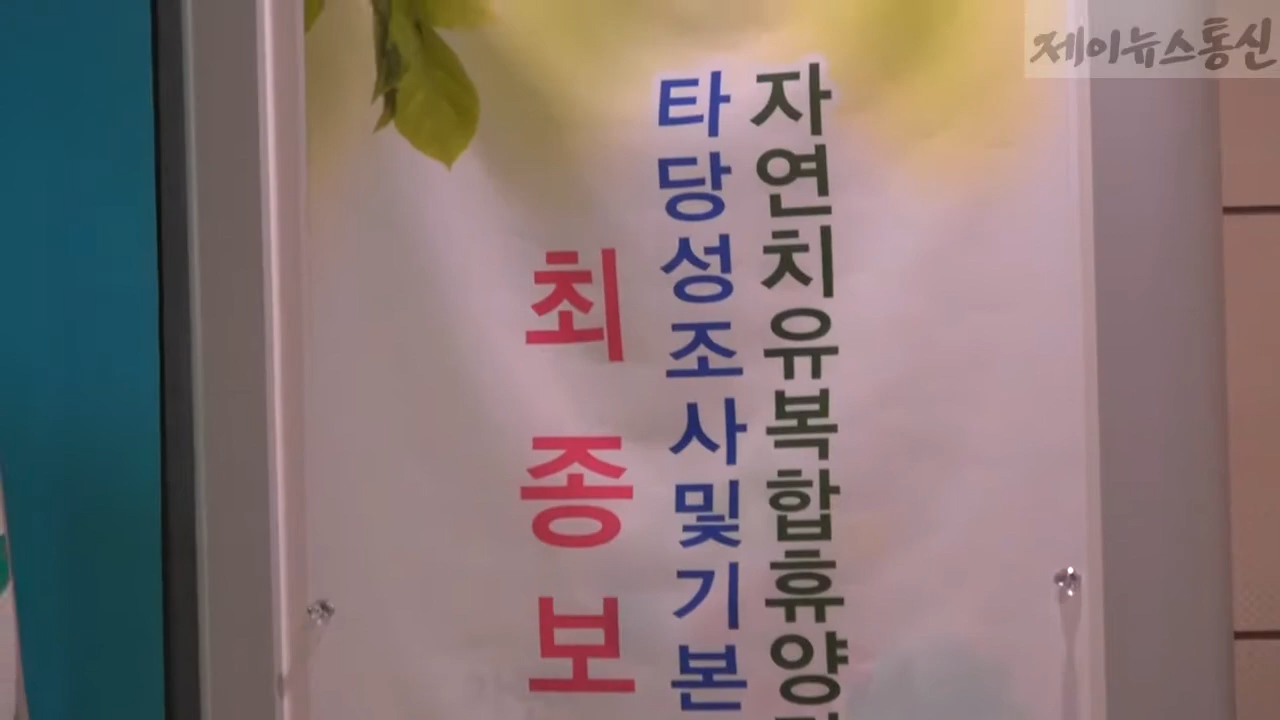 제이뉴스통신
자연치유복합휴양
타당성조사및기본
최종보